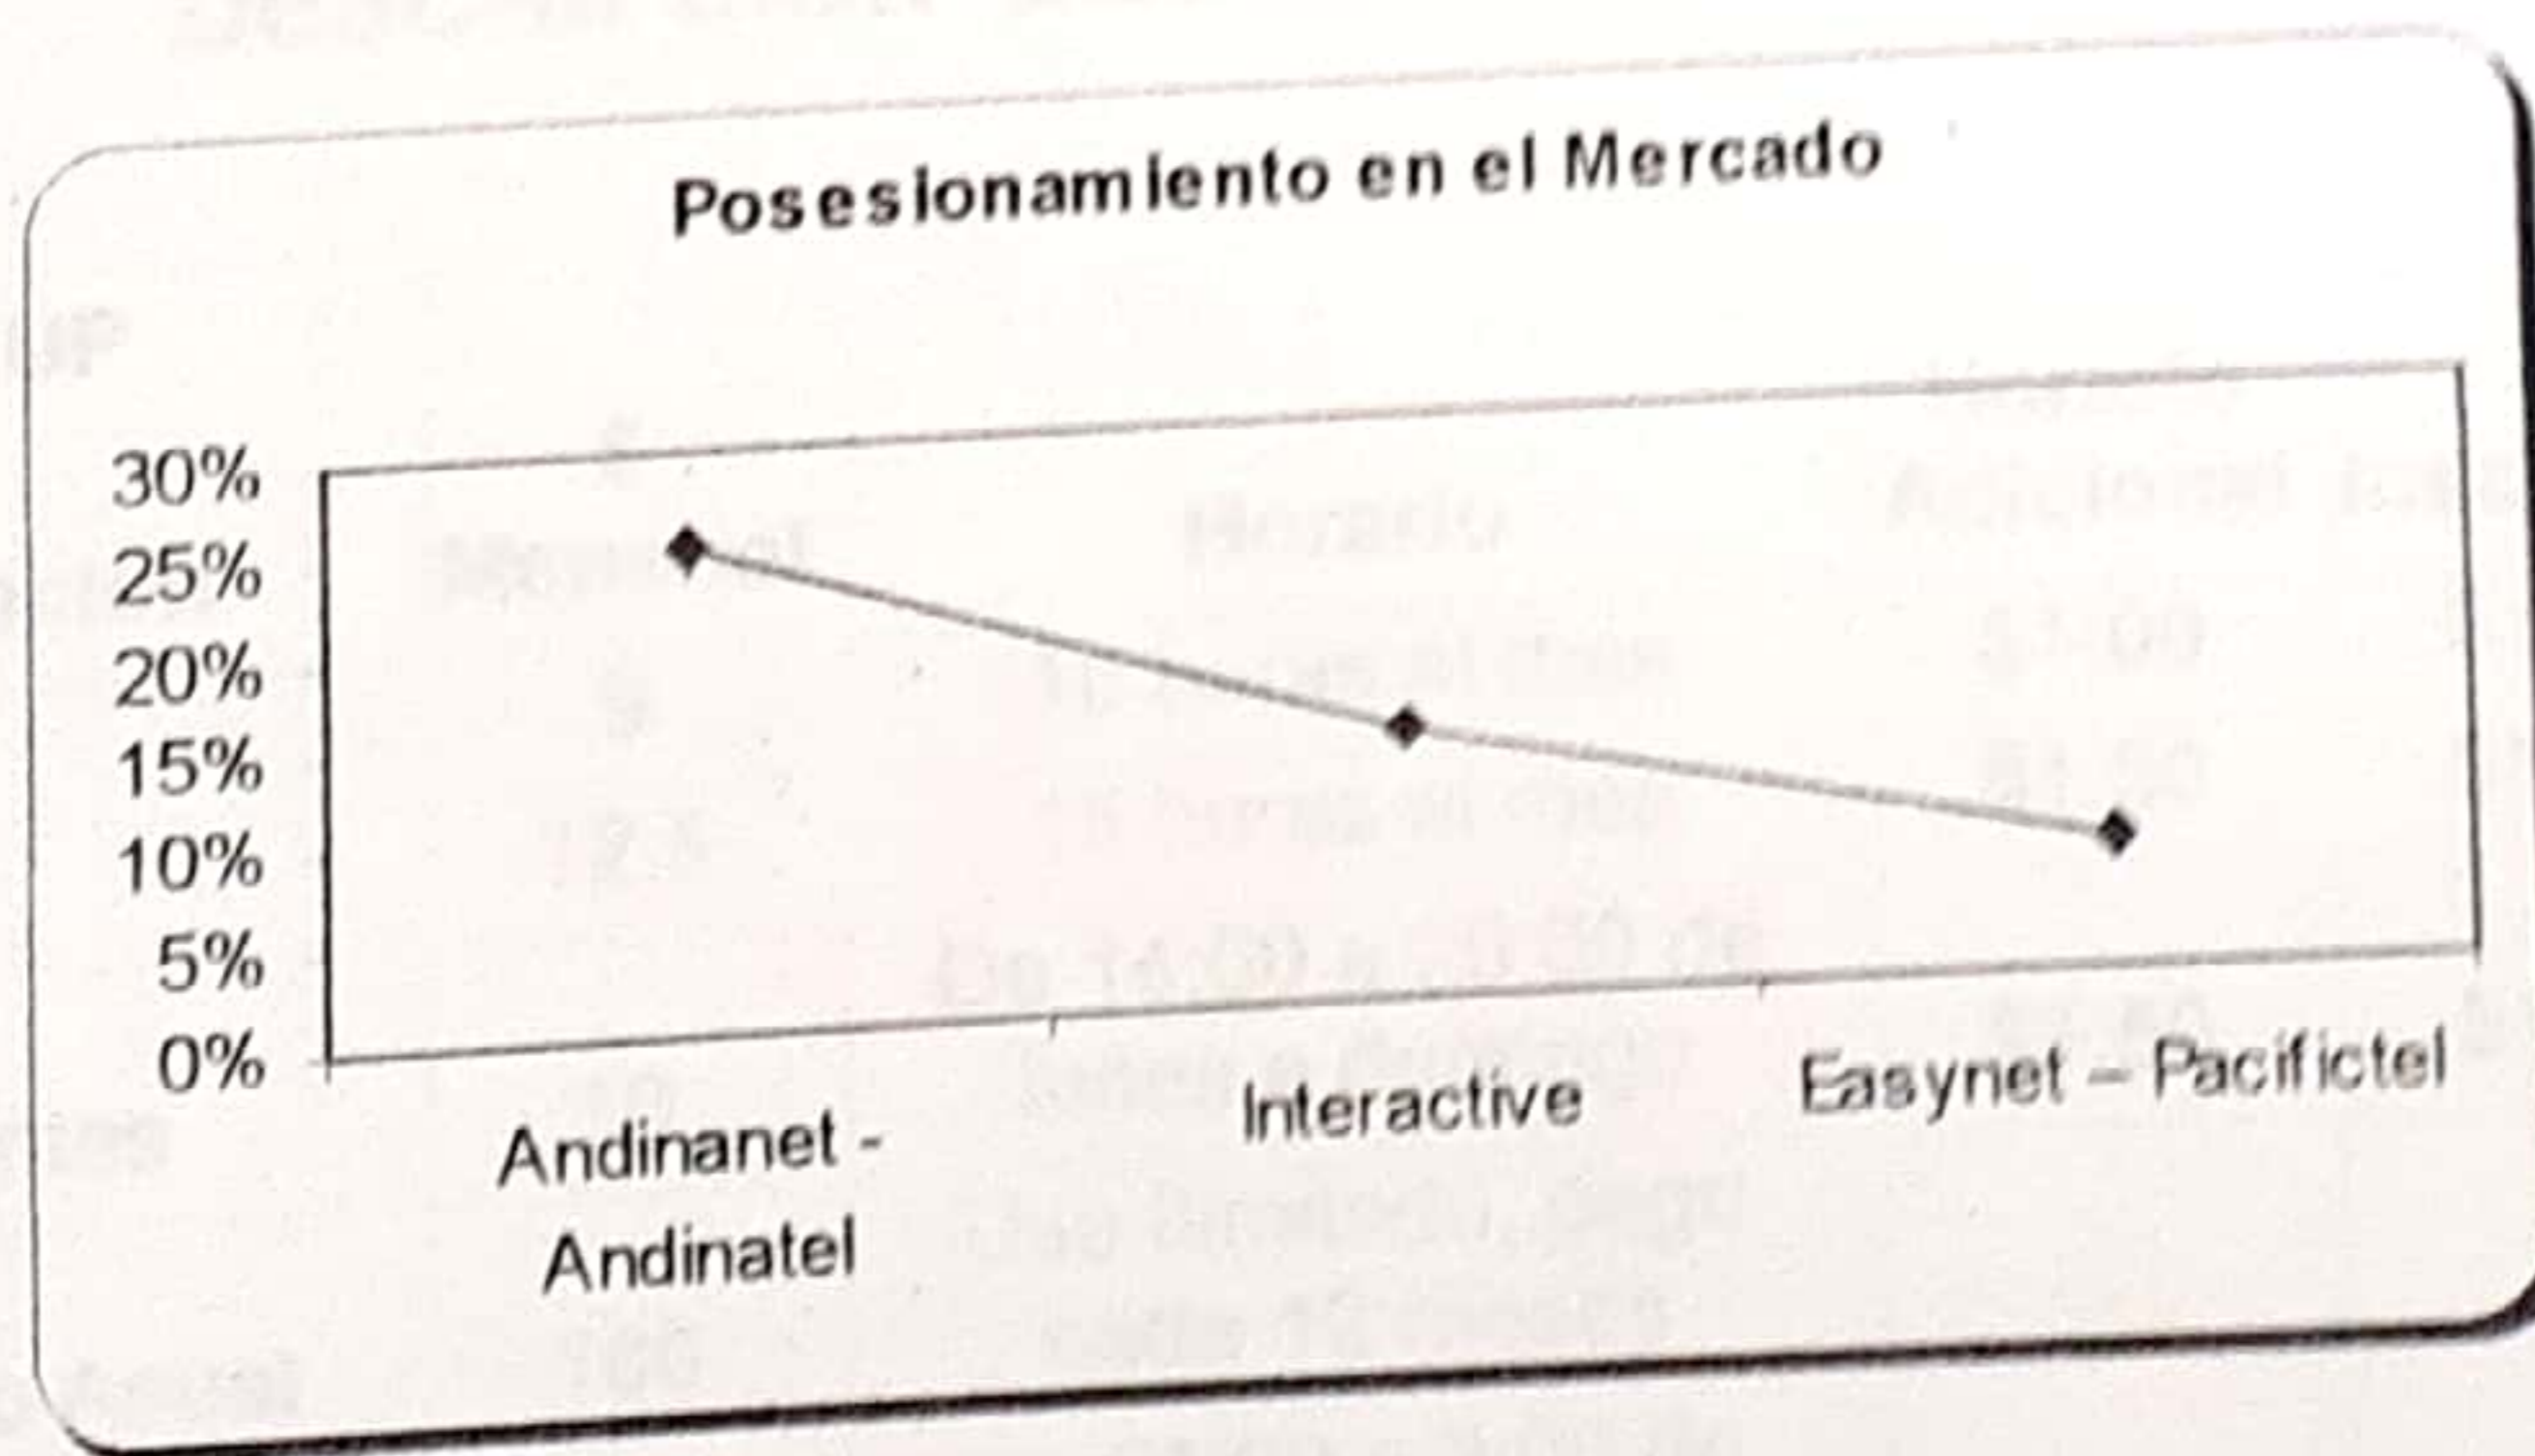 Posesionamiento en el Mercado
30%
25%
20%
15%
10%
5%
0%
Andinanet -
Andinatel
Interactive
Easynet – Pacifictel